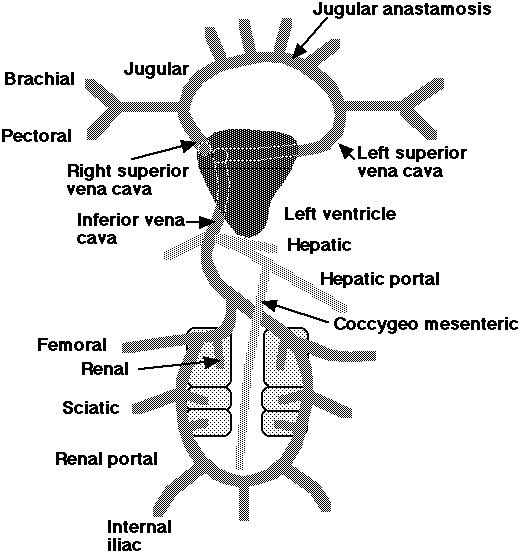 Jugular anastamosis
Jugular
Brachial
Pectoral
Right superior
vena cava
Left superior
vena cava
Inferior vena
cava
Left ventricle
Hepatic
Hepatic portal
Coccygeo mesenteric
Femoral
Renal
Sciatic
Renal portal
Internal
iliac